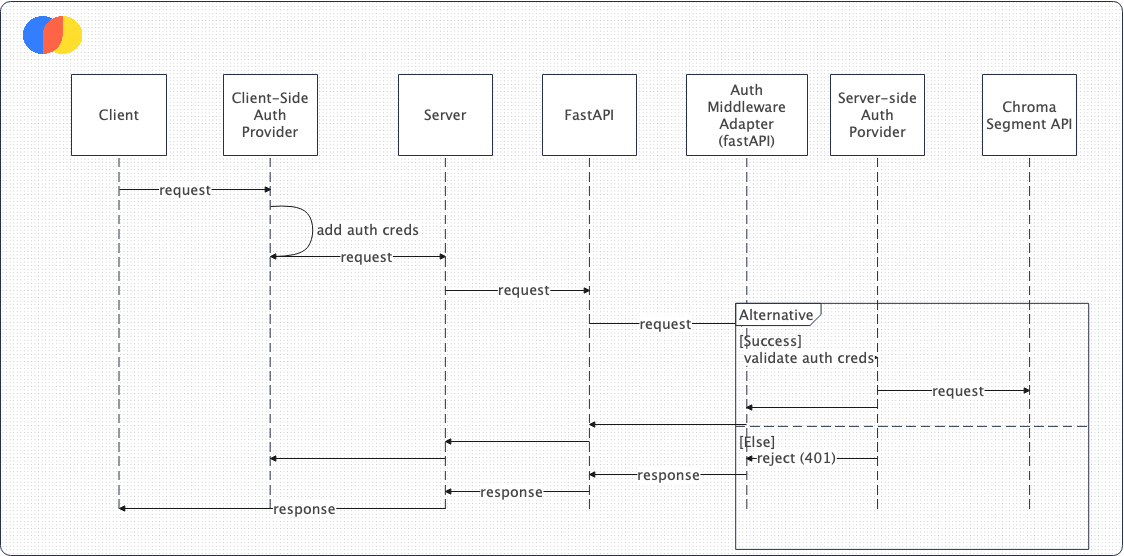 Client
Client-Side
Auth
Provider
Server
FastAPI
Auth
Middleware
Adapter
(fastAPI)
Server-side
Auth
Porvider
Chroma
Segment API
request
add auth creds
request
request
request
Alternative
[Success]
validate auth creds
request
[Else]
reject (401)
response
response
response